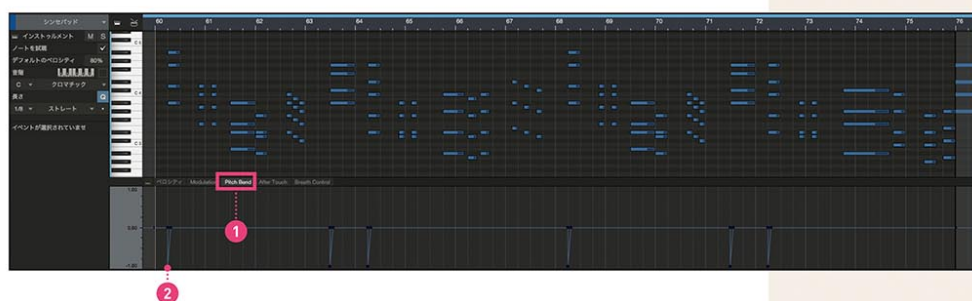 シンセパッド
インストゥルメント M S
ノートを試聴
デフォルトのベロシティ 80%
音階
C クロマチック
長さ Q
1/8 ストレート
イベントが選択されていませ
60 61 62 63 64 65 66 67 68 69 70 71 72 73 74 75 76
C 5
C 4
C 3
ベロシティ Modulation Pitch Bend After Touch Breath Control
1.00
0.00
-1.00
1
2